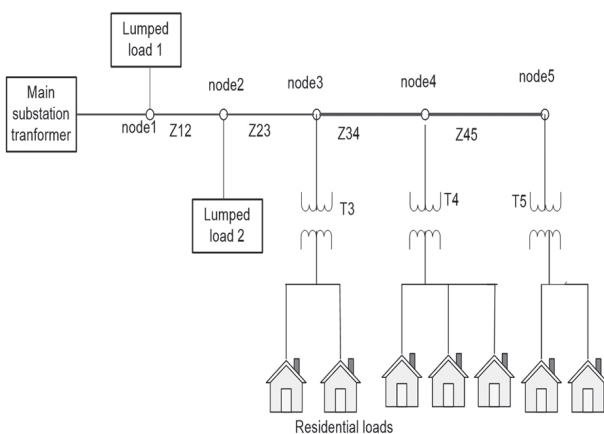 Lumped
load 1
Main
substation
tranformer
node1
node2
node3
node4
node5
Z12
Z23
Z34
Z45
Lumped
load 2
T3
T4
T5
Residential loads